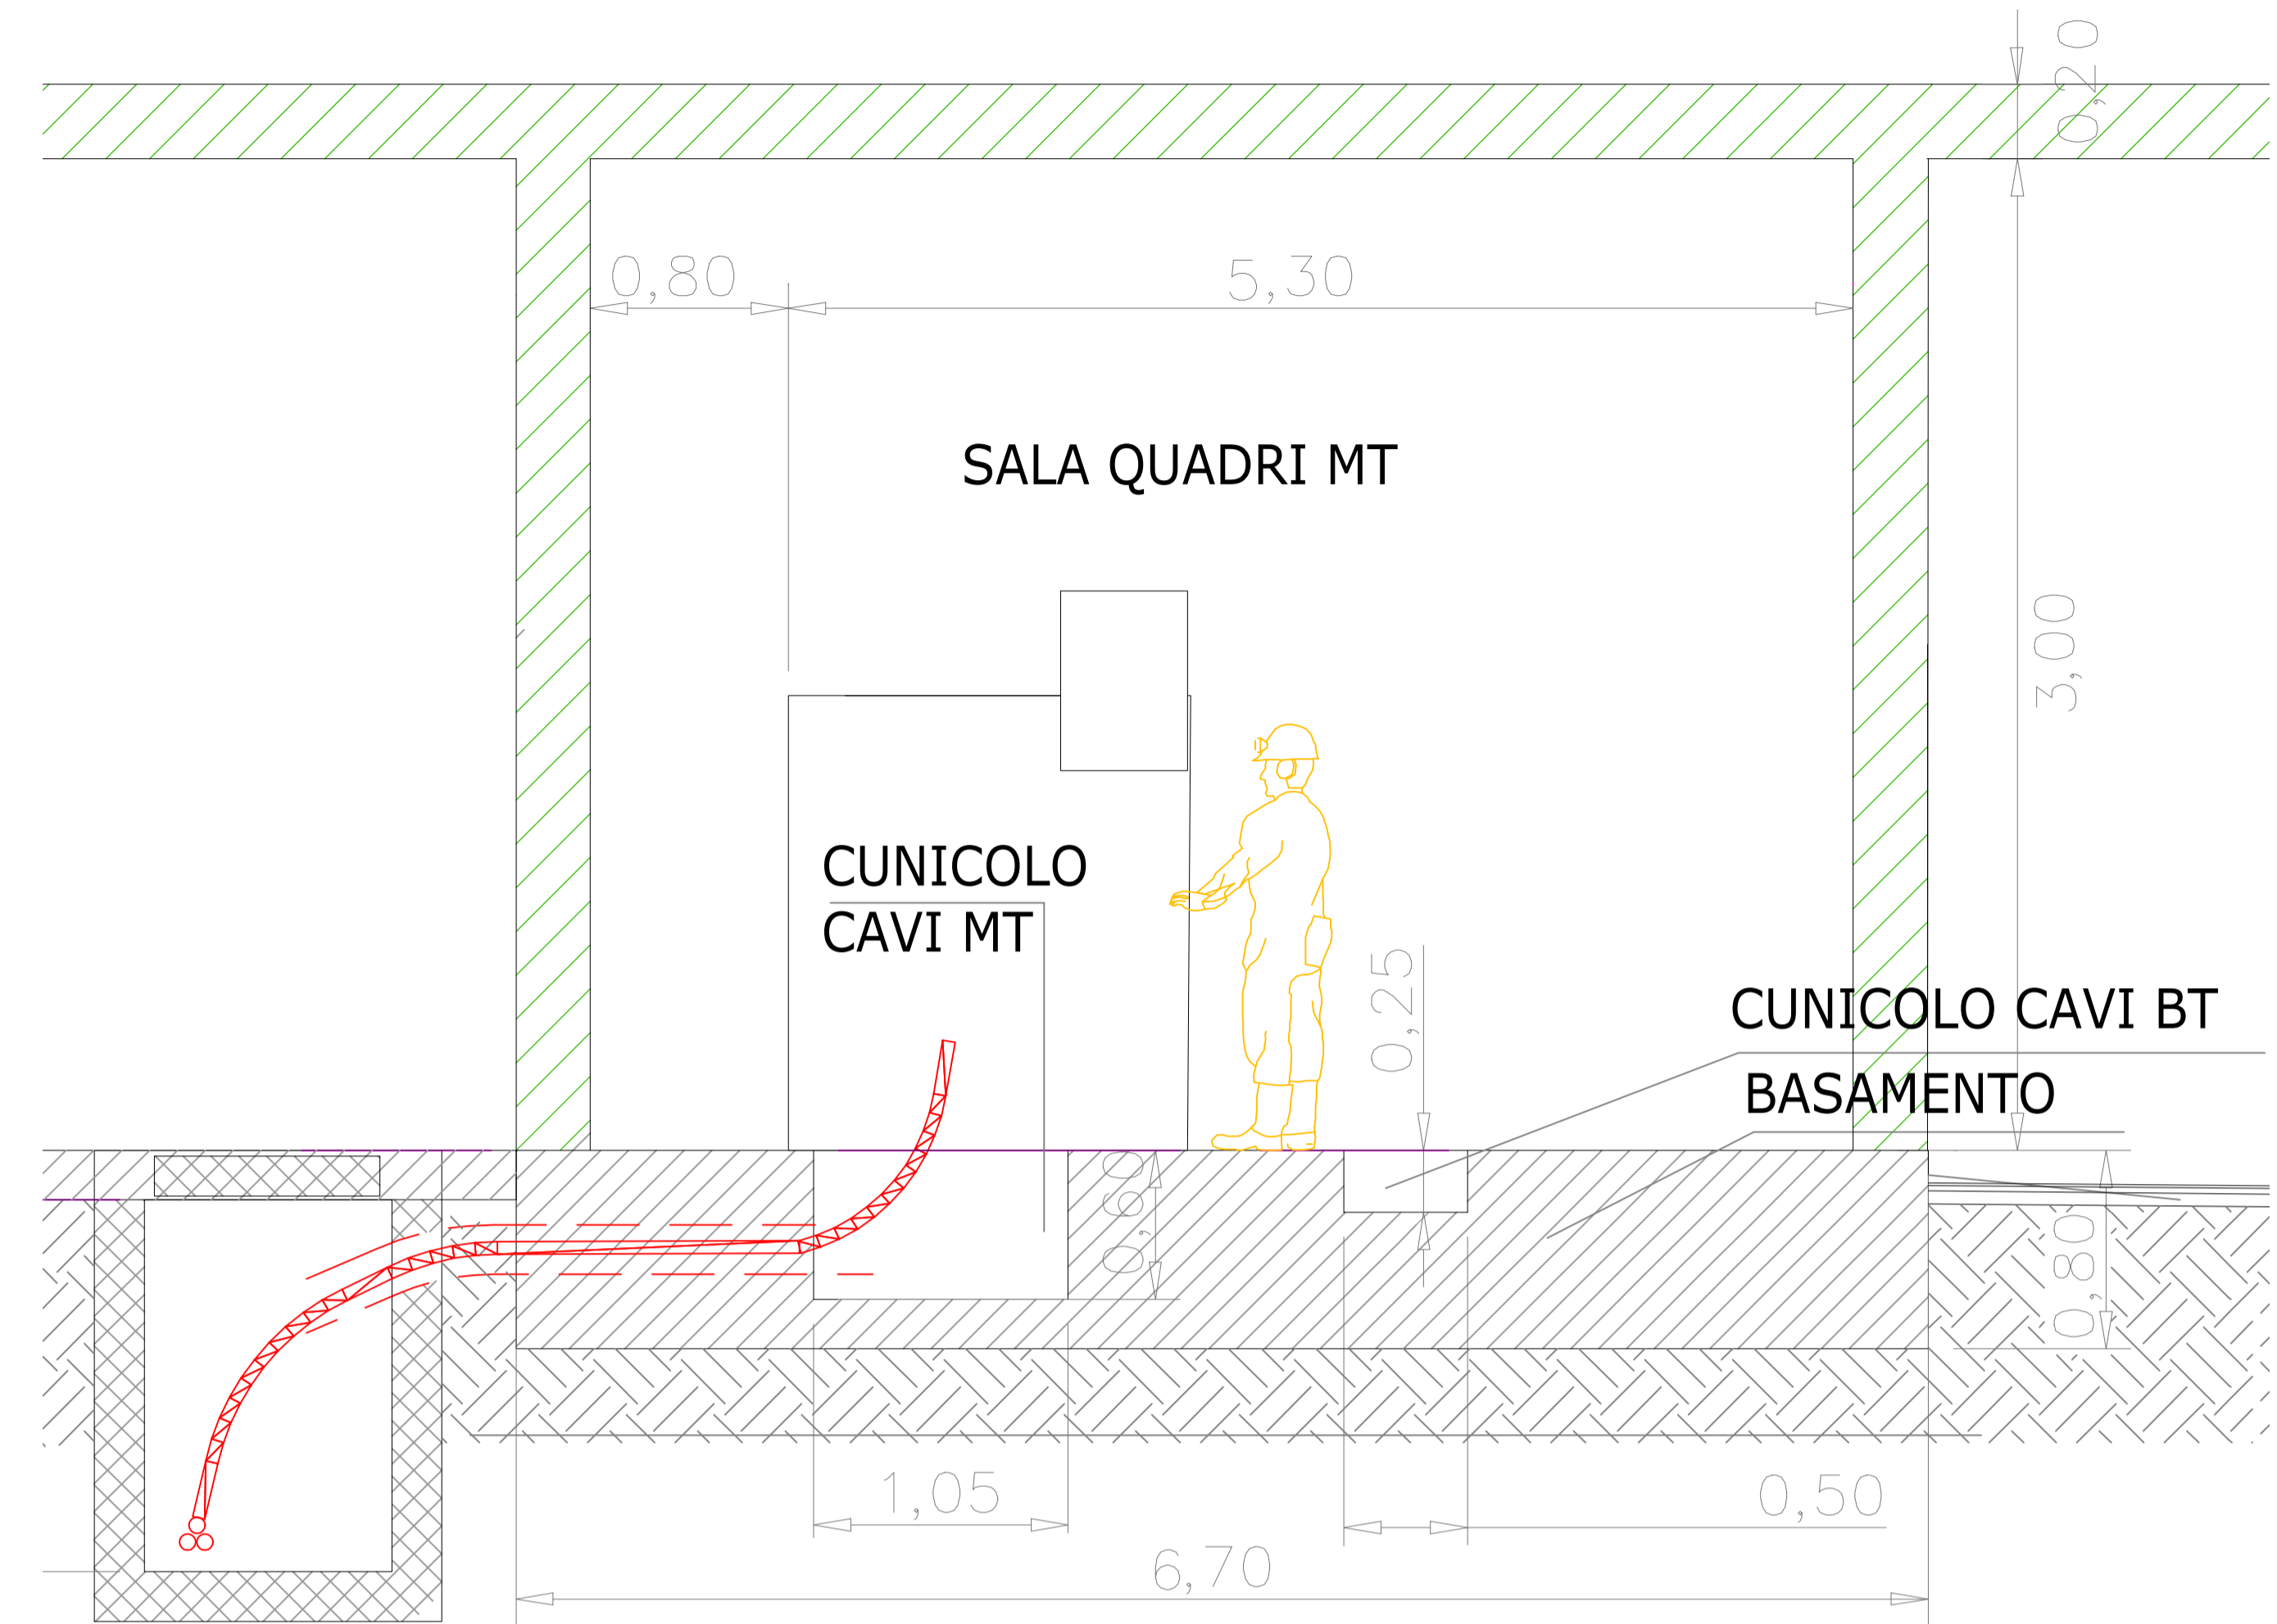 0,20
0,80
5,30
SALA QUADRI MT
3,00
CUNICOLO
CAVI MT
0,25
CUNICOLO CAVI BT
BASAMENTO
0,60
0,80
1,05
0,50
6,70